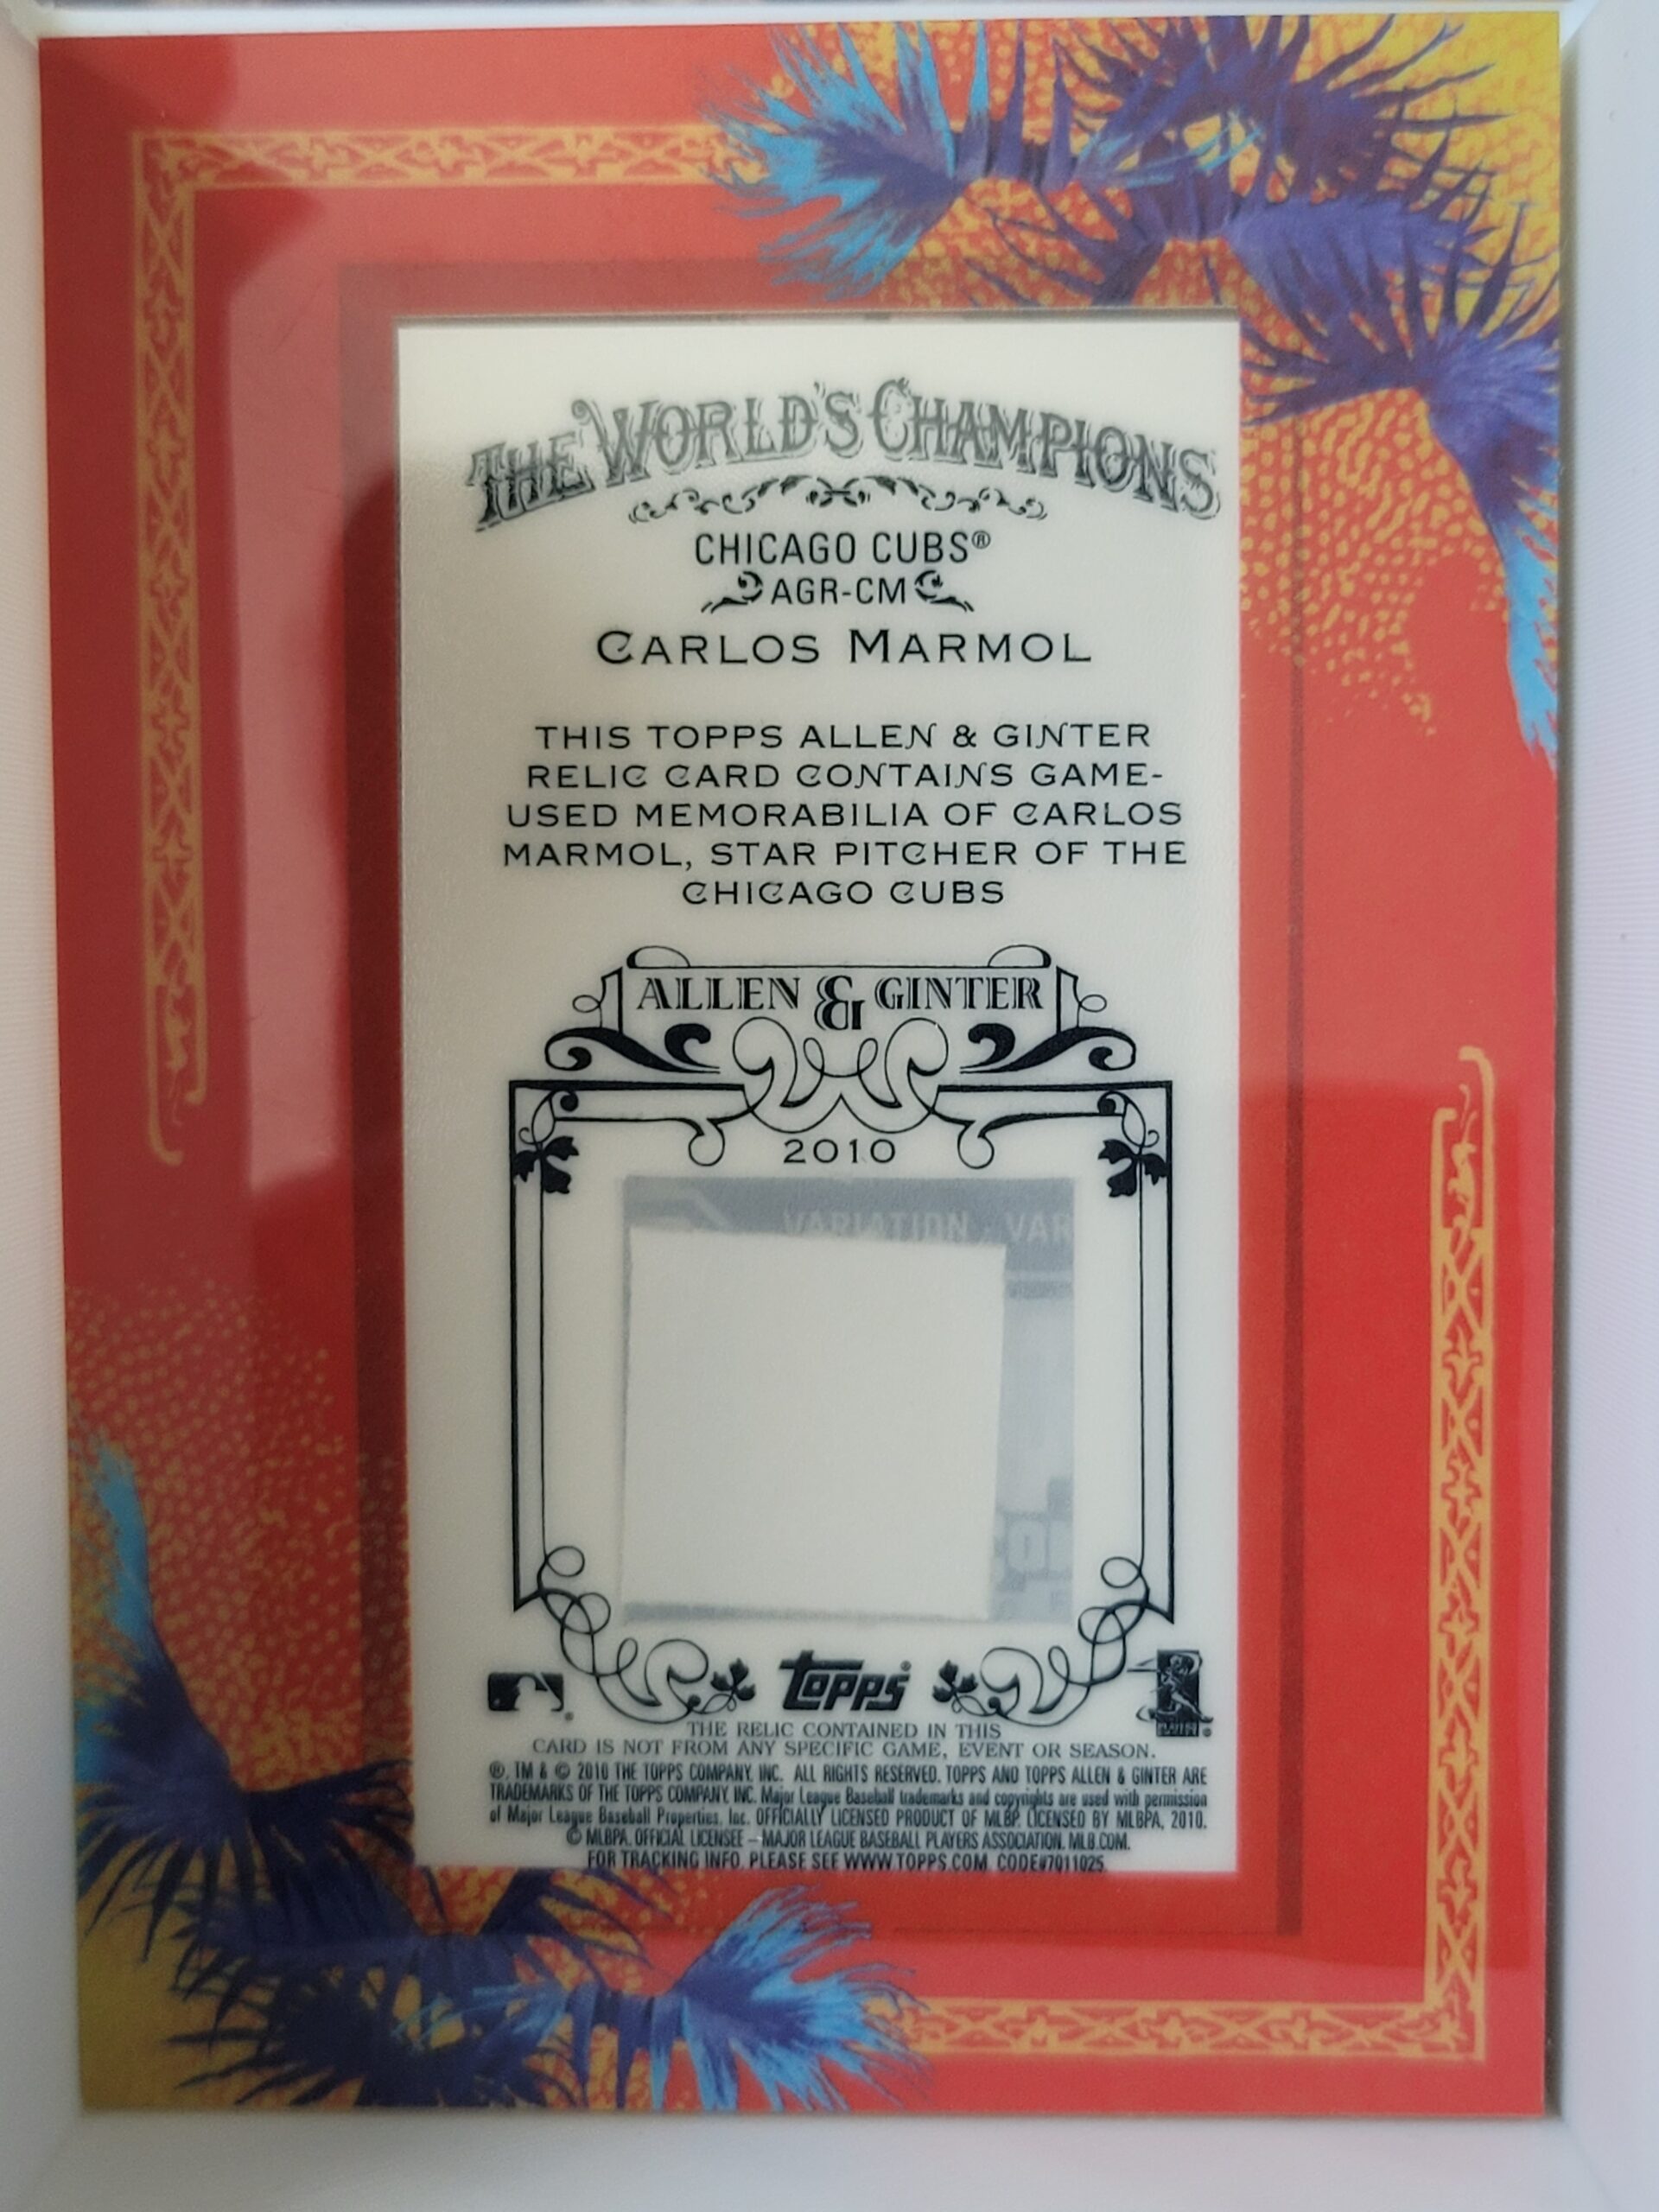 THE WORLD'S CHAMPIONS
CHICAGO CUBS®
AGR-CM
CARLOS MARMOL
THIS TOPPS ALLEN & GINTER
RELIC CARD CONTAINS GAME-
USED MEMORABILIA OF CARLOS
MARMOL, STAR PITCHER OF THE
CHICAGO CUBS
ALLEN & GINTER
2010
VARIATION VAR
topps®
THE RELIC CONTAINED IN THIS
CARD IS NOT FROM ANY SPECIFIC GAME, EVENT OR SEASON.
®, TM & © 2010 THE TOPPS COMPANY, INC. ALL RIGHTS RESERVED. TOPPS AND TOPPS ALLEN & GINTER ARE
TRADEMARKS OF THE TOPPS COMPANY, INC. Major League Baseball trademarks and copyrights are used with permission
of Major League Baseball Properties, Inc. OFFICIALLY LICENSED PRODUCT OF MLBP. LICENSED BY MLBPA, 2010.
© MLBPA. OFFICIAL LICENSEE – MAJOR LEAGUE BASEBALL PLAYERS ASSOCIATION. MLB.COM.
FOR TRACKING INFO. PLEASE SEE WWW.TOPPS.COM CODE#7011025